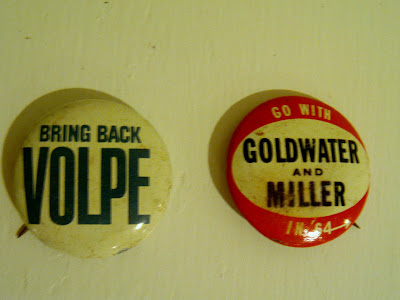 BRING BACK
VOLPE
GO WITH
GOLDWATER
AND
MILLER
IN '64